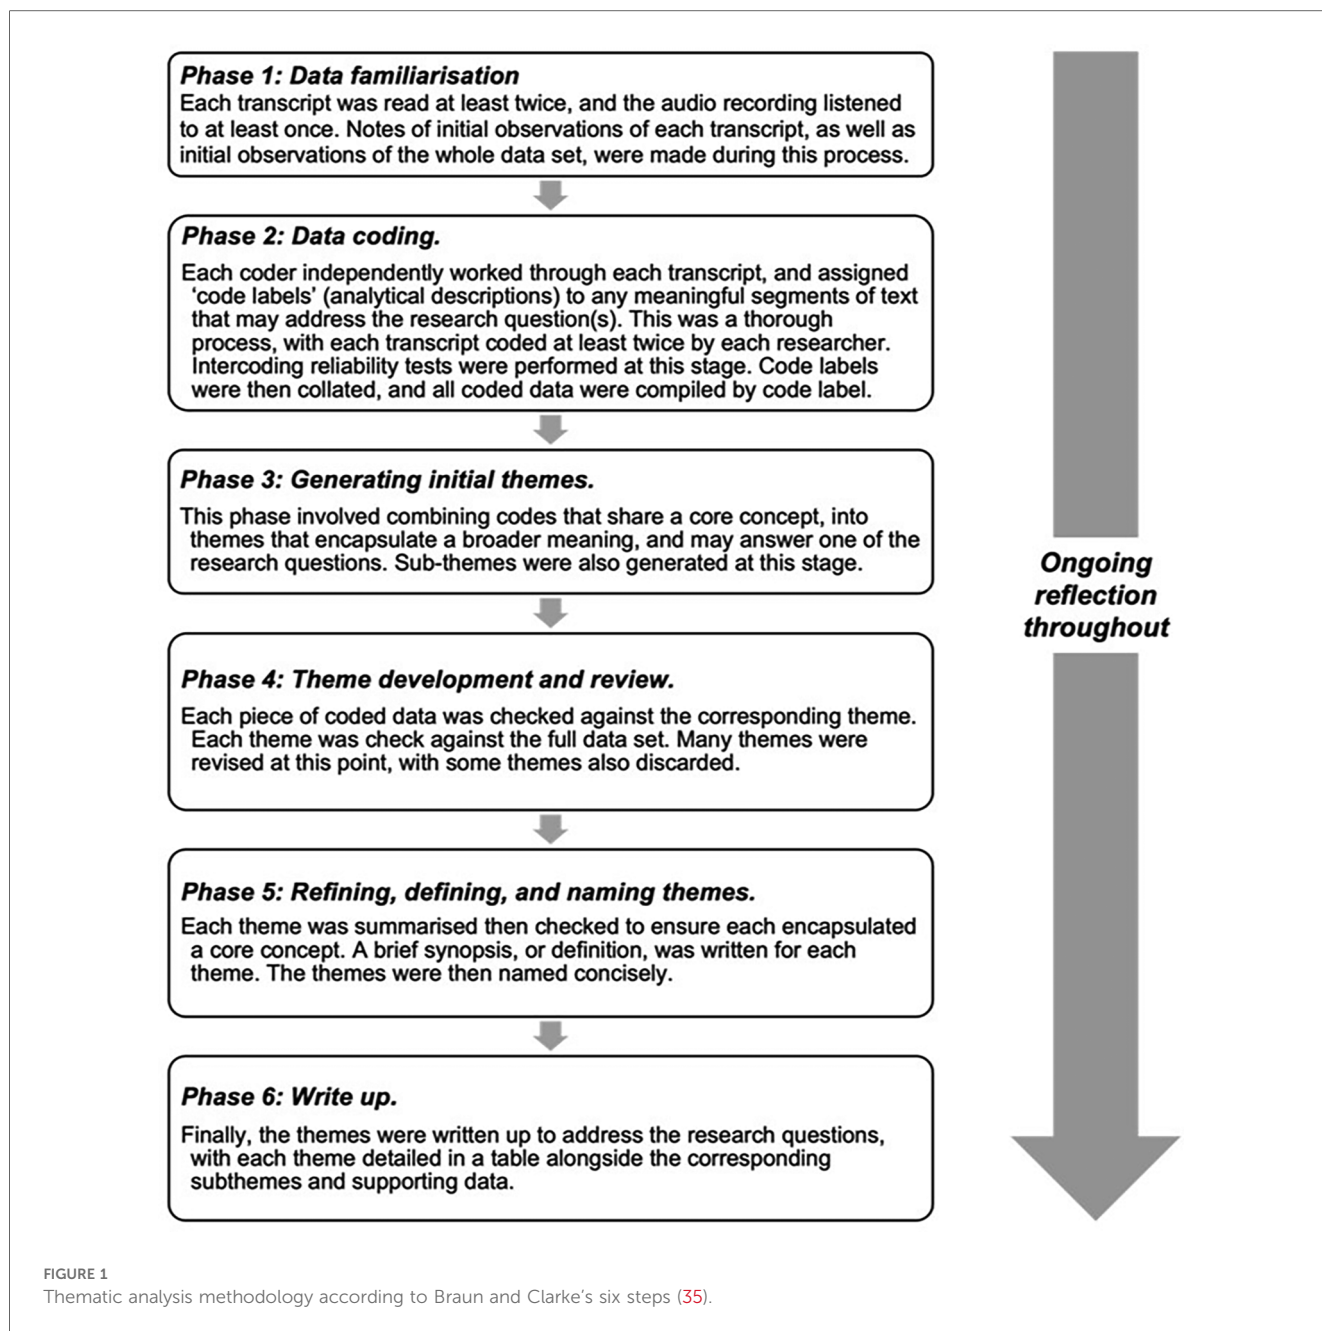 Phase 1: Data familiarisation
Each transcript was read at least twice, and the audio recording listened
to at least once. Notes of initial observations of each transcript, as well as
initial observations of the whole data set, were made during this process.
Phase 2: Data coding.
Each coder independently worked through each transcript, and assigned
‘code labels’ (analytical descriptions) to any meaningful segments of text
that may address the research question(s). This was a thorough
process, with each transcript coded at least twice by each researcher.
Intercoding reliability tests were performed at this stage. Code labels
were then collated, and all coded data were compiled by code label.
Phase 3: Generating initial themes.
This phase involved combining codes that share a core concept, into
themes that encapsulate a broader meaning, and may answer one of the
research questions. Sub-themes were also generated at this stage.
Phase 4: Theme development and review.
Each piece of coded data was checked against the corresponding theme.
Each theme was check against the full data set. Many themes were
revised at this point, with some themes also discarded.
Phase 5: Refining, defining, and naming themes.
Each theme was summarised then checked to ensure each encapsulated
a core concept. A brief synopsis, or definition, was written for each
theme. The themes were then named concisely.
Phase 6: Write up.
Finally, the themes were written up to address the research questions,
with each theme detailed in a table alongside the corresponding
subthemes and supporting data.
Ongoing
reflection
throughout
FIGURE 1
Thematic analysis methodology according to Braun and Clarke’s six steps (35).